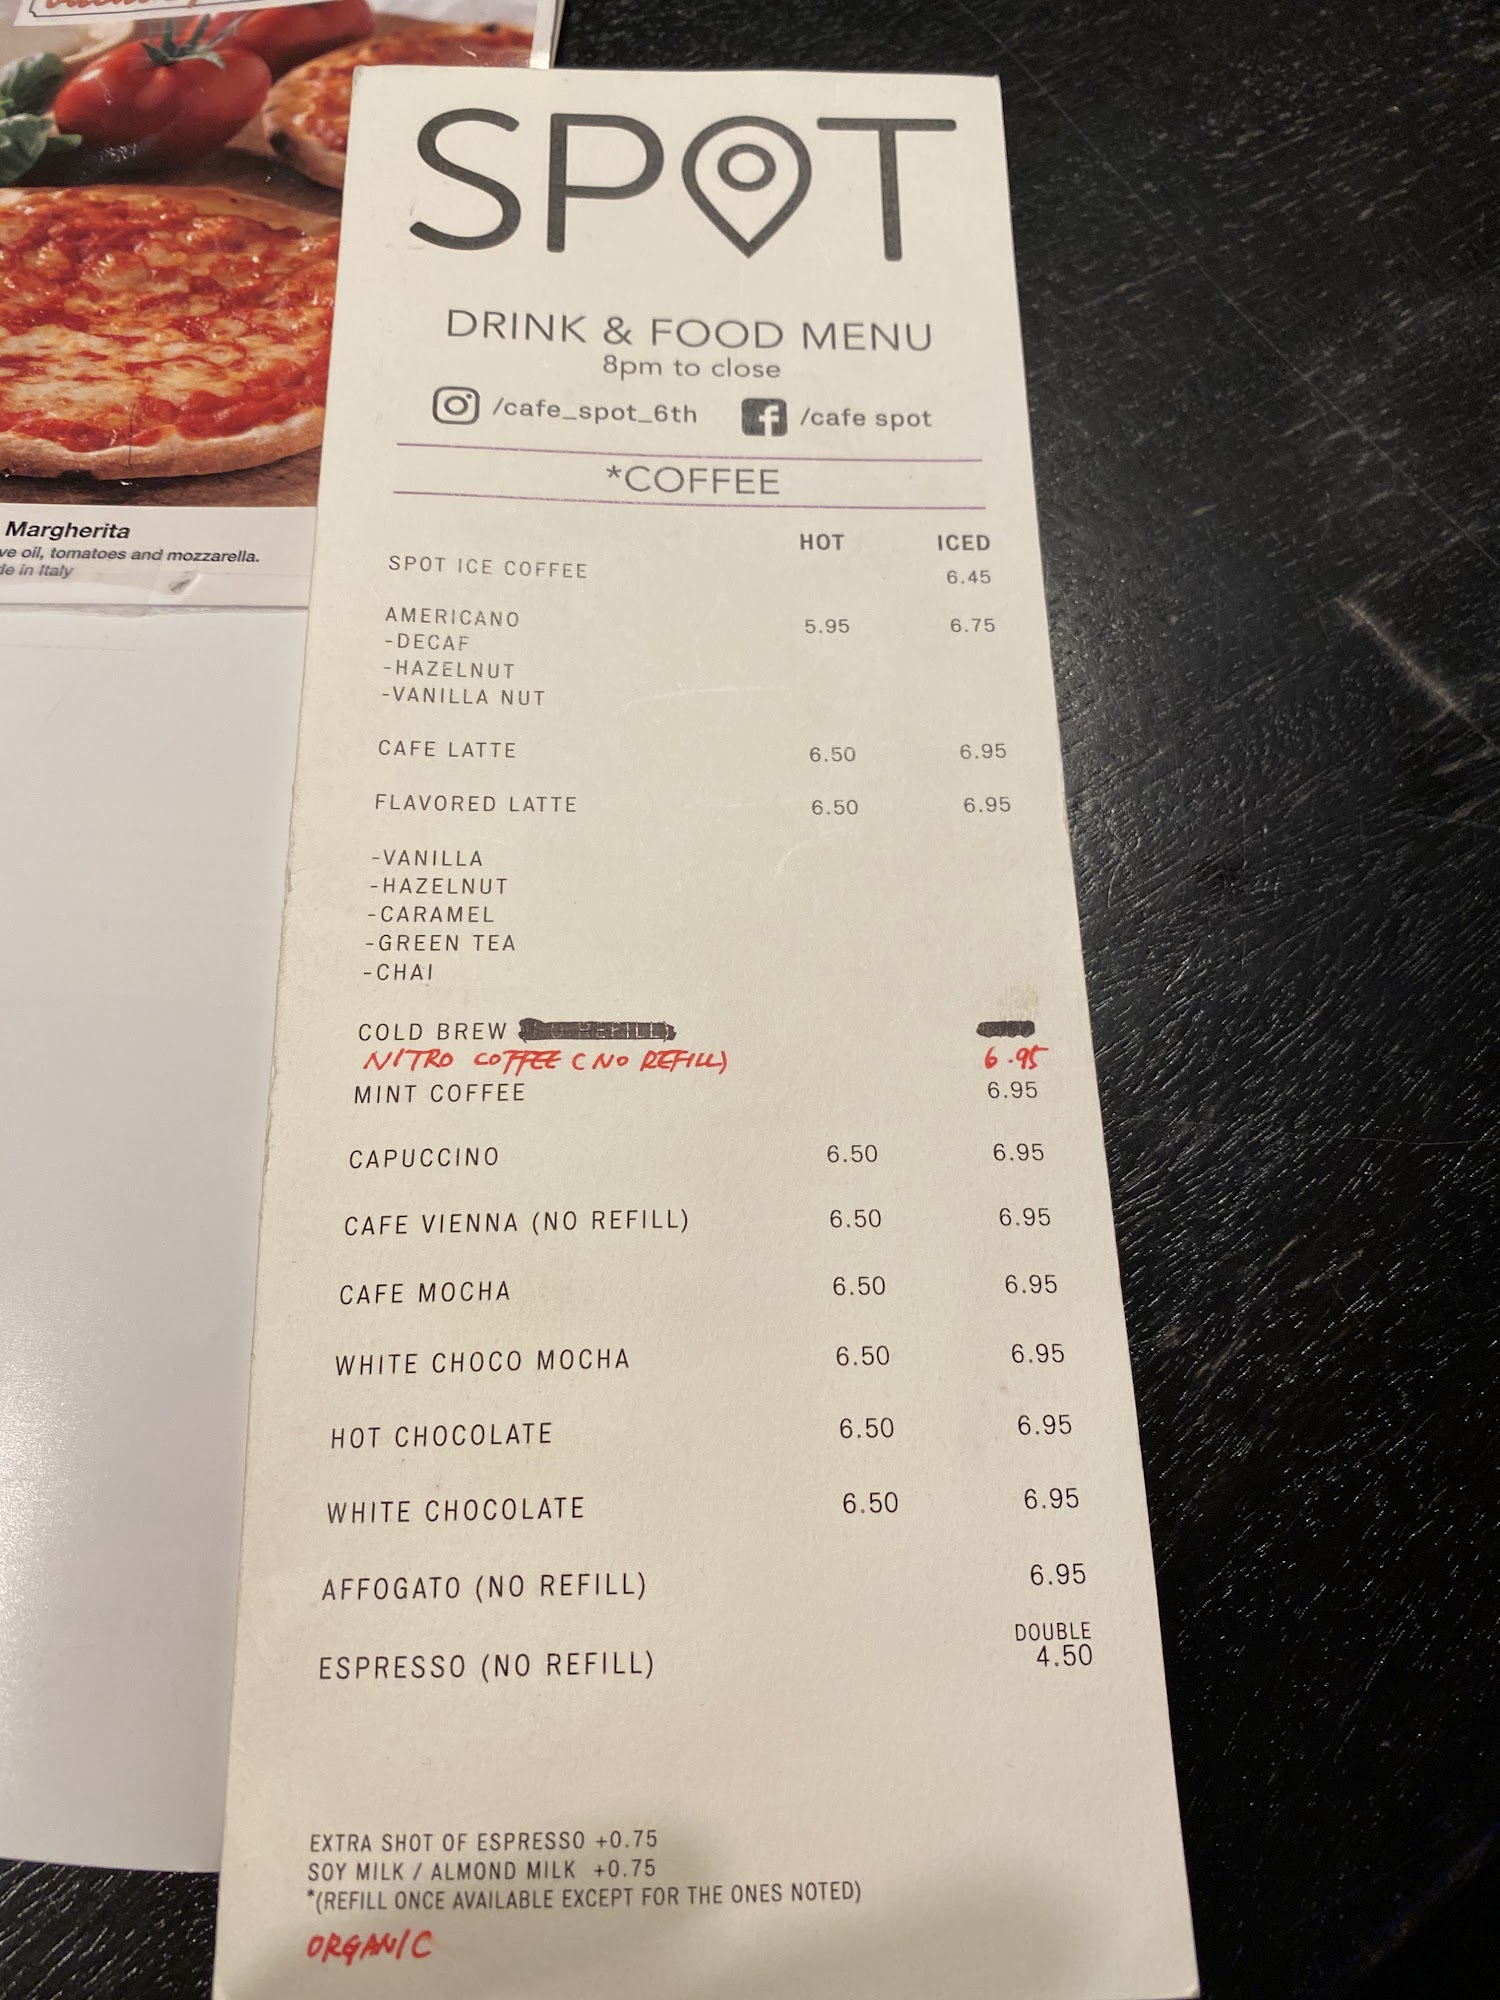 Margherita
ve oil, tomatoes and mozzarella.
de in Italy
SPOT
DRINK & FOOD MENU
8pm to close
/cafe_spot_6th /cafe spot
*COFFEE
HOT ICED
SPOT ICE COFFEE 6.45
AMERICANO 5.95 6.75
-DECAF
-HAZELNUT
-VANILLA NUT
CAFE LATTE 6.50 6.95
FLAVORED LATTE 6.50 6.95
-VANILLA
-HAZELNUT
-CARAMEL
-GREEN TEA
-CHAI
COLD BREW
NITRO COFFEE (NO REFILL) 6.95
MINT COFFEE 6.95
CAPUCCINO 6.50 6.95
CAFE VIENNA (NO REFILL) 6.50 6.95
CAFE MOCHA 6.50 6.95
WHITE CHOCO MOCHA 6.50 6.95
HOT CHOCOLATE 6.50 6.95
WHITE CHOCOLATE 6.50 6.95
AFFOGATO (NO REFILL) 6.95
DOUBLE
ESPRESSO (NO REFILL) 4.50
EXTRA SHOT OF ESPRESSO +0.75
SOY MILK / ALMOND MILK +0.75
*(REFILL ONCE AVAILABLE EXCEPT FOR THE ONES NOTED)
ORGANIC